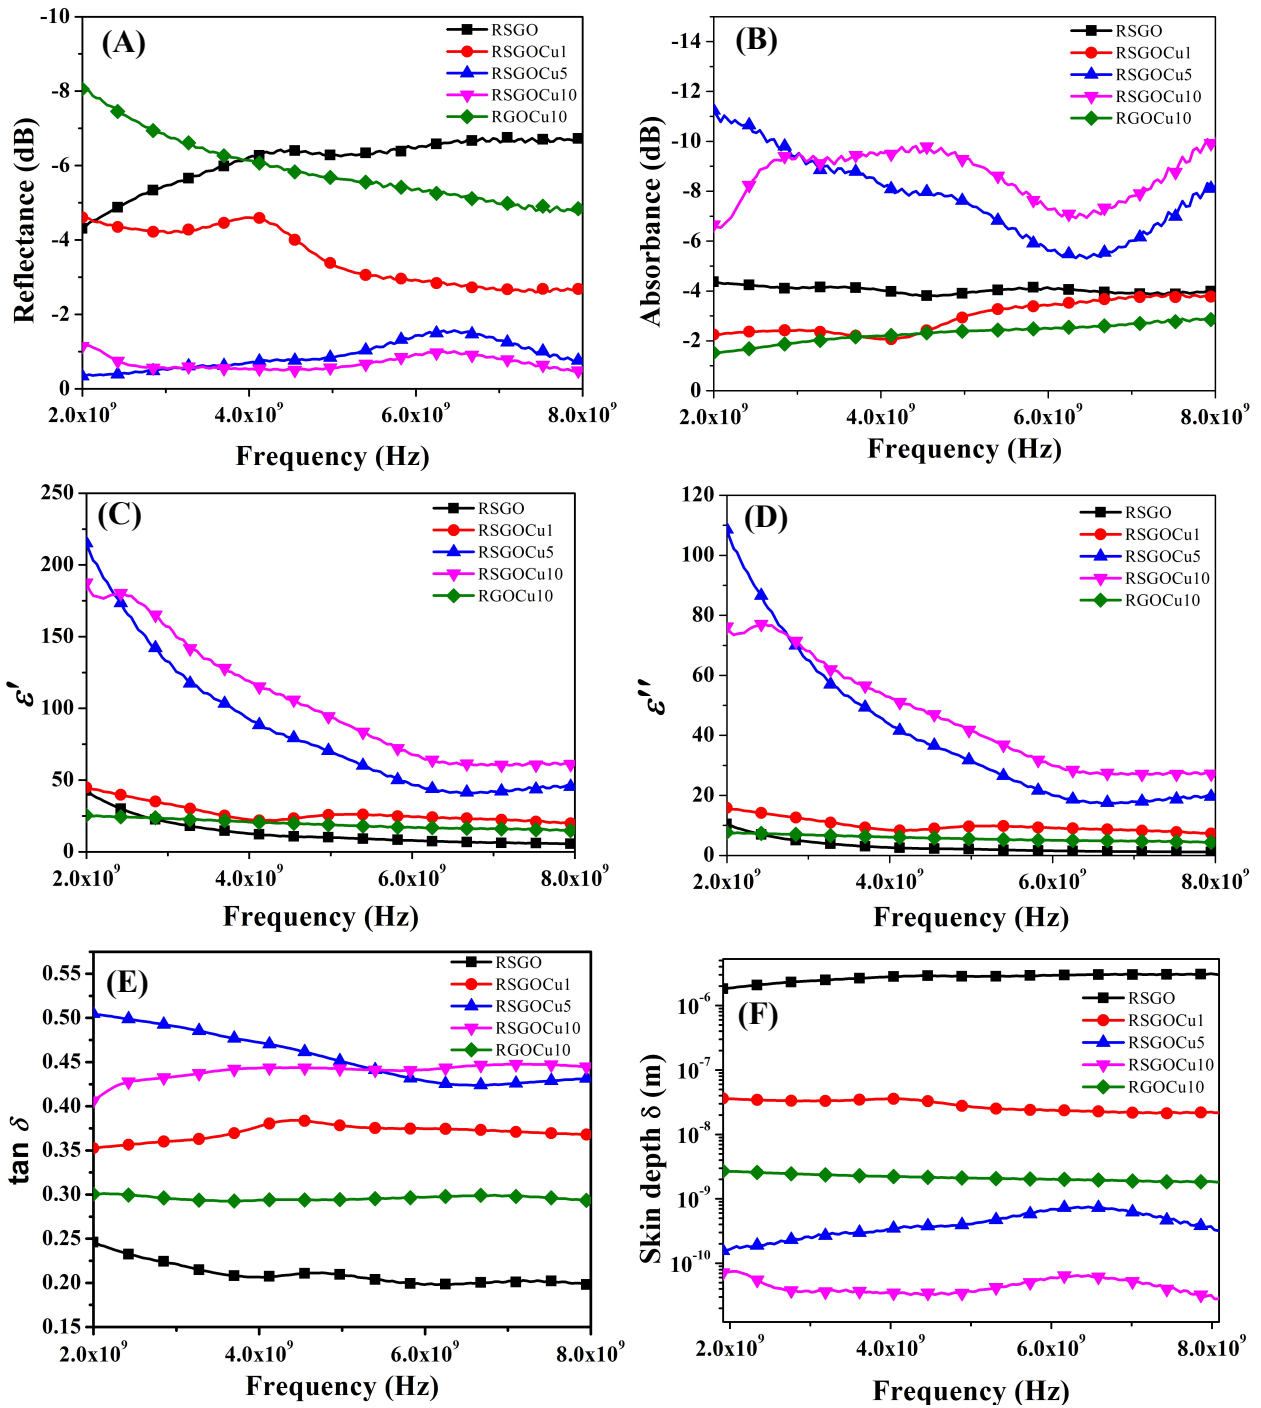 (A)
-10
-8
-6
-4
-2
0
Reflectance (dB)
RSGO
RSGOCu1
RSGOCu5
RSGOCu10
RGOCu10
2.0x10⁹ 4.0x10⁹ 6.0x10⁹ 8.0x10⁹
Frequency (Hz)
(B)
-14
-12
-10
-8
-6
-4
-2
0
Absorbance (dB)
RSGO
RSGOCu1
RSGOCu5
RSGOCu10
RGOCu10
2.0x10⁹ 4.0x10⁹ 6.0x10⁹ 8.0x10⁹
Frequency (Hz)
(C)
250
200
150
100
50
0
ε′
RSGO
RSGOCu1
RSGOCu5
RSGOCu10
RGOCu10
2.0x10⁹ 4.0x10⁹ 6.0x10⁹ 8.0x10⁹
Frequency (Hz)
(D)
120
100
80
60
40
20
0
ε′′
RSGO
RSGOCu1
RSGOCu5
RSGOCu10
RGOCu10
2.0x10⁹ 4.0x10⁹ 6.0x10⁹ 8.0x10⁹
Frequency (Hz)
(E)
0.55
0.50
0.45
0.40
0.35
0.30
0.25
0.20
0.15
tan δ
RSGO
RSGOCu1
RSGOCu5
RSGOCu10
RGOCu10
2.0x10⁹ 4.0x10⁹ 6.0x10⁹ 8.0x10⁹
Frequency (Hz)
(F)
10⁻⁶
10⁻⁷
10⁻⁸
10⁻⁹
10⁻¹⁰
Skin depth δ (m)
RSGO
RSGOCu1
RSGOCu5
RSGOCu10
RGOCu10
2.0x10⁹ 4.0x10⁹ 6.0x10⁹ 8.0x10⁹
Frequency (Hz)